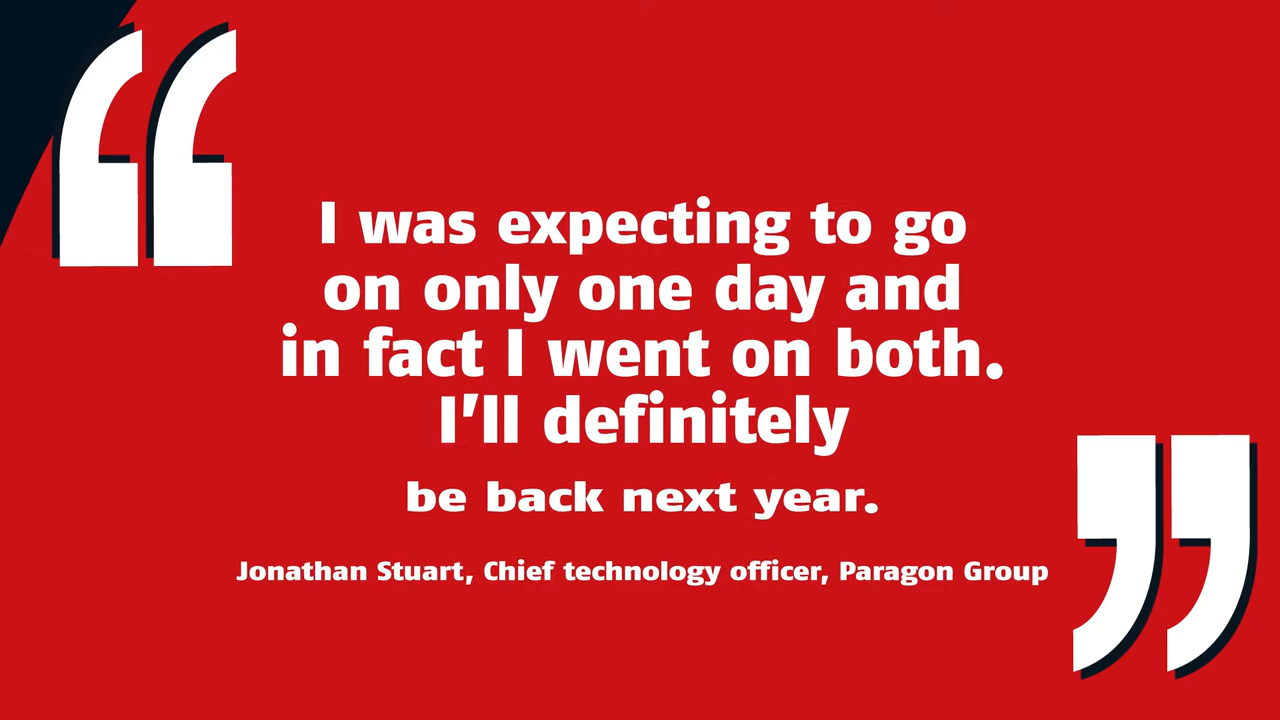 I was expecting to go
on only one day and
in fact I went on both.
I’ll definitely
be back next year.
Jonathan Stuart, Chief technology officer, Paragon Group